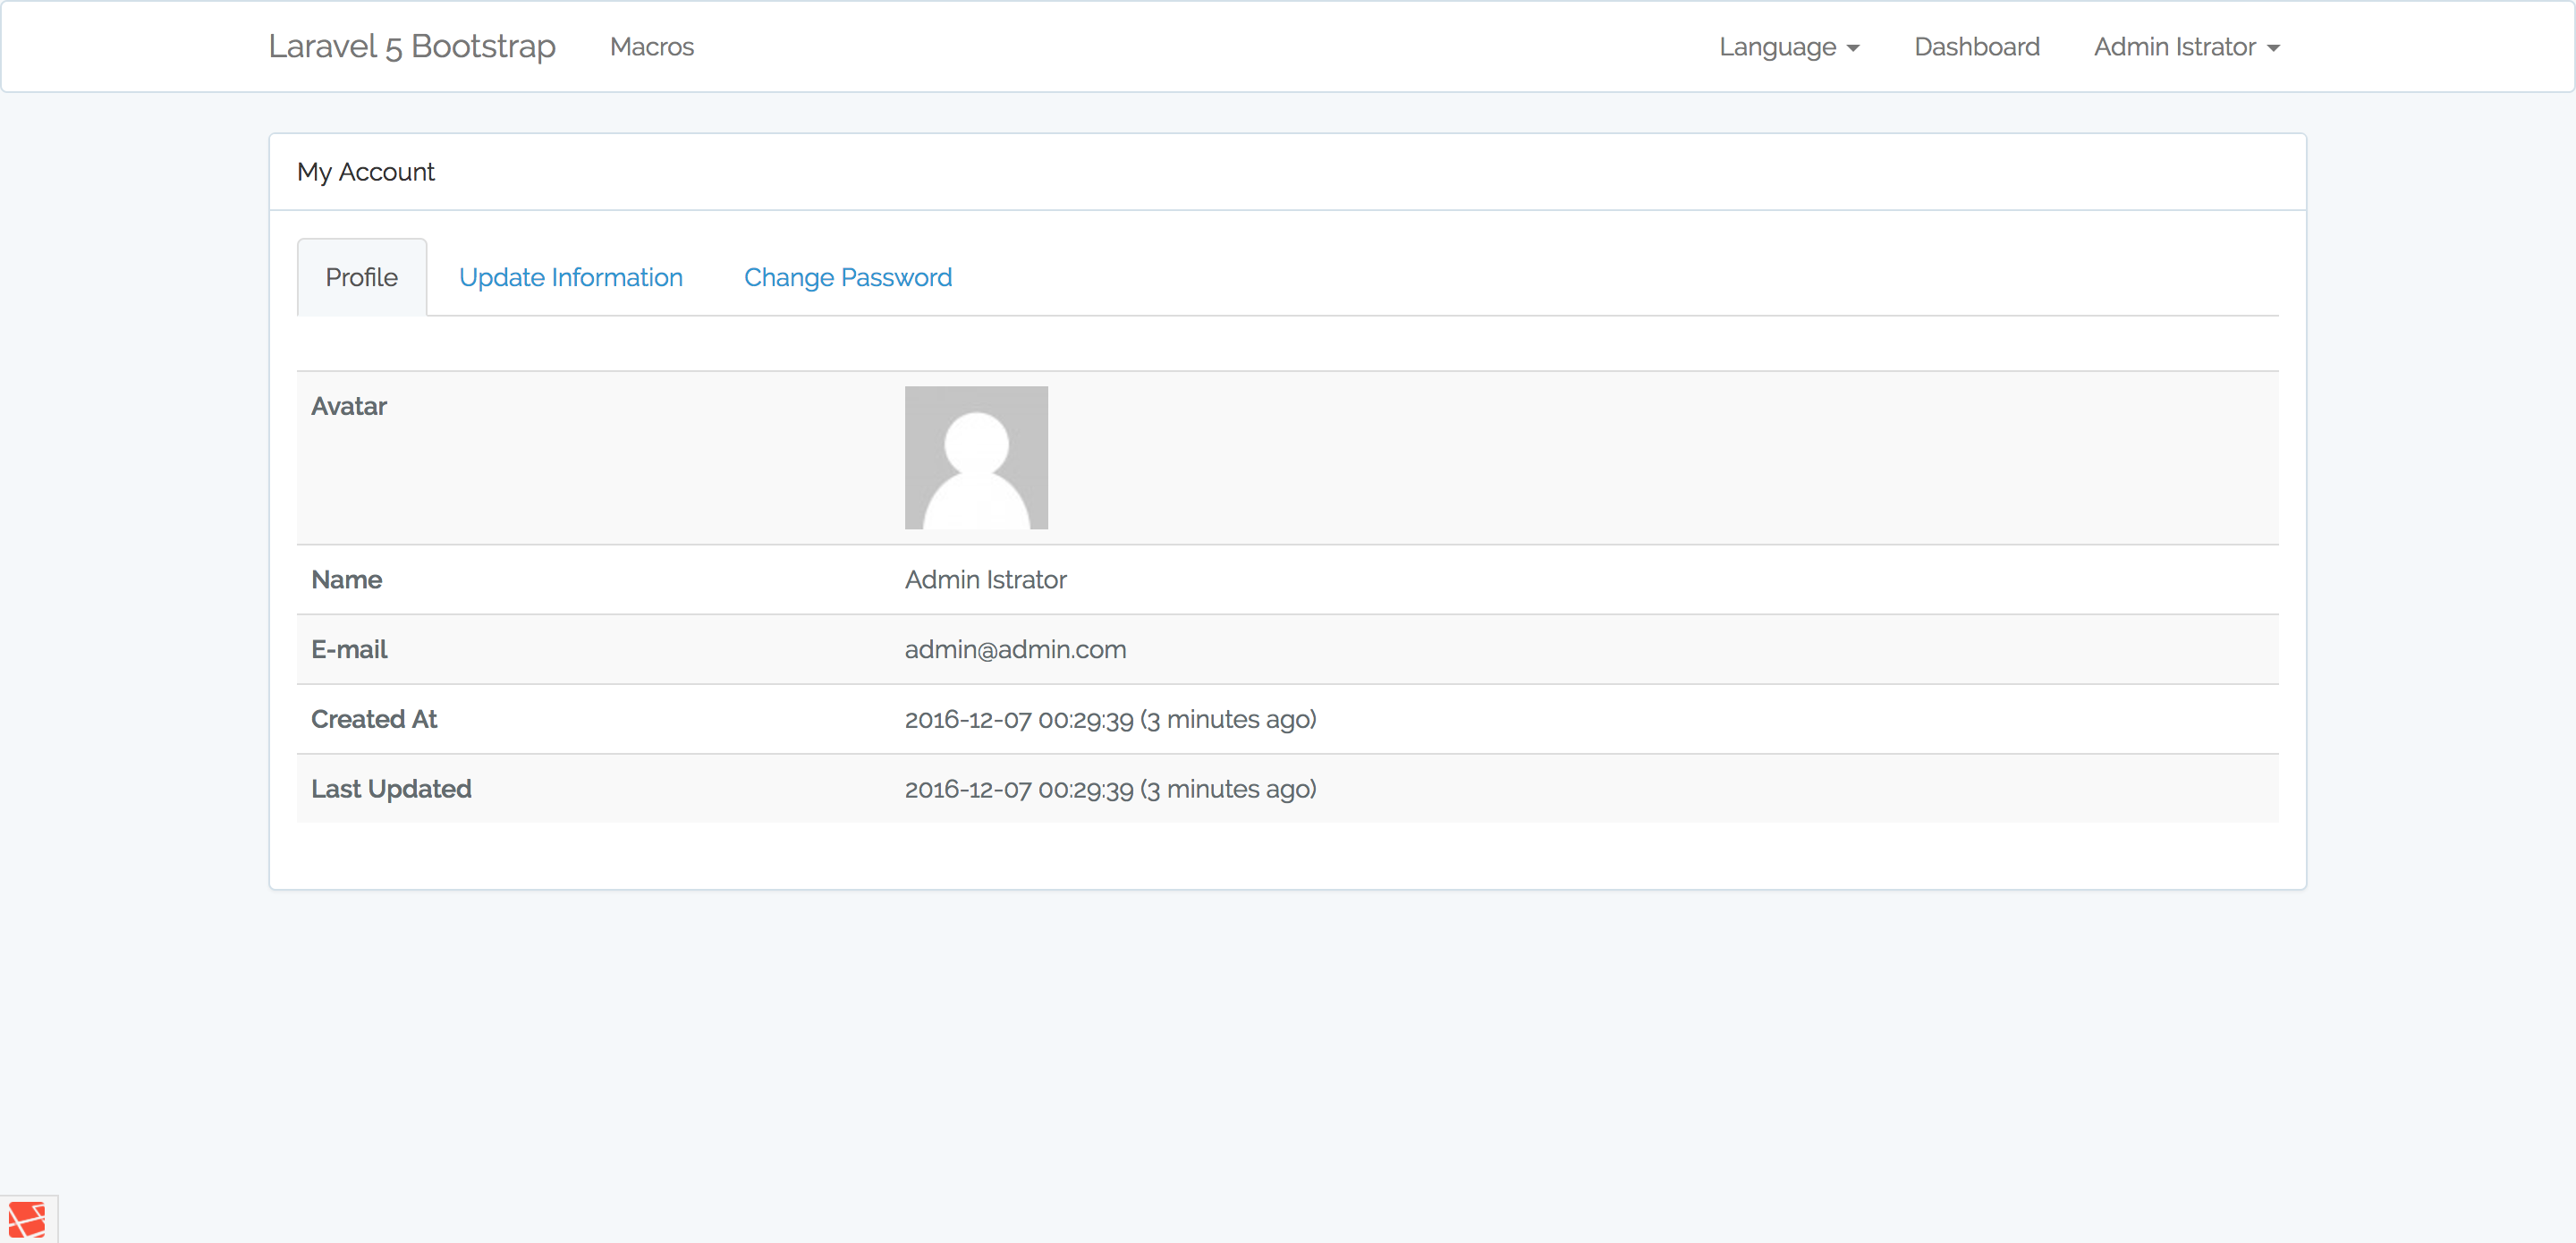 Laravel 5 Bootstrap Macros Language Dashboard Admin Istrator
My Account
Profile Update Information Change Password
Avatar
Name Admin Istrator
E-mail admin@admin.com
Created At 2016-12-07 00:29:39 (3 minutes ago)
Last Updated 2016-12-07 00:29:39 (3 minutes ago)